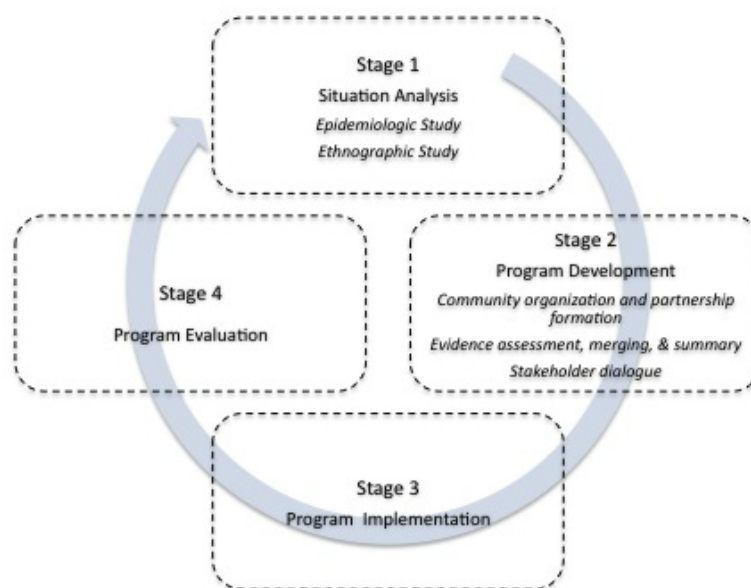 Stage 1
Situation Analysis
Epidemiologic Study
Ethnographic Study
Stage 2
Program Development
Community organization and partnership
formation
Evidence assessment, merging, & summary
Stakeholder dialogue
Stage 3
Program Implementation
Stage 4
Program Evaluation